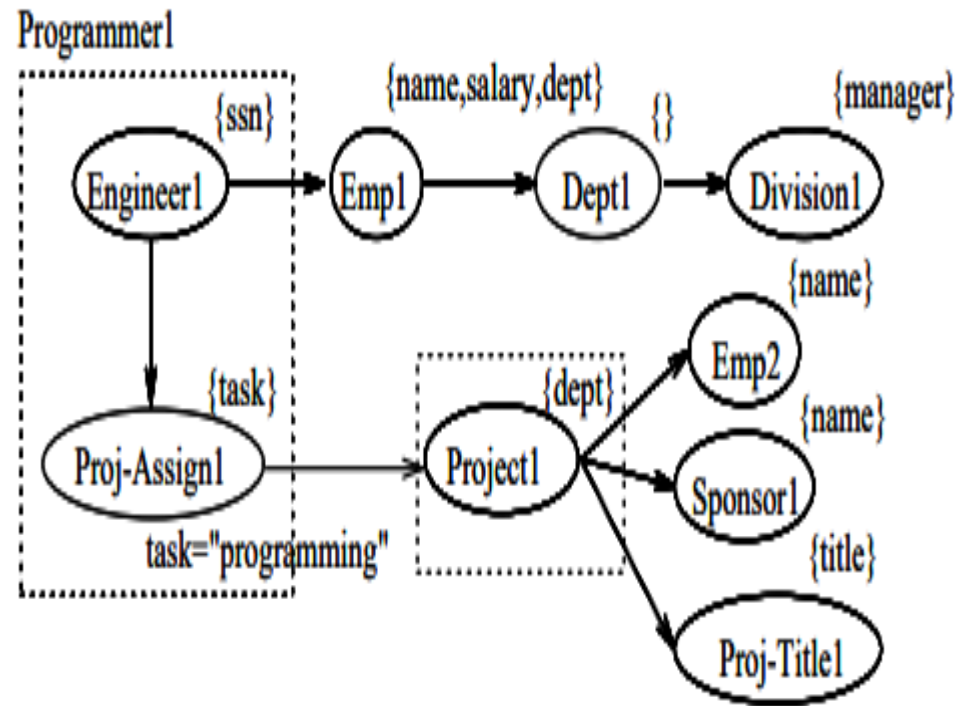 Programmer1
{name,salary,dept}
{manager}
{ssn}
{}
Engineer1
Emp1
Dept1
Division1
{name}
Emp2
{task}
{dept}
{name}
Proj-Assign1
Project1
Sponsor1
task="programming"
{title}
Proj-Title1